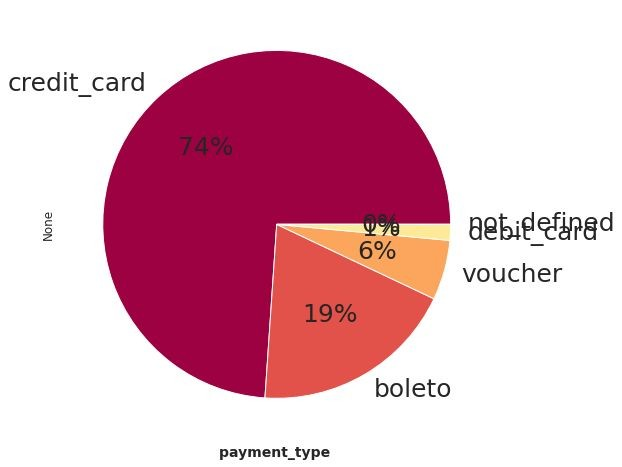 credit_card
74%
None
0%
not_defined
1%
debit_card
6%
voucher
19%
boleto
payment_type